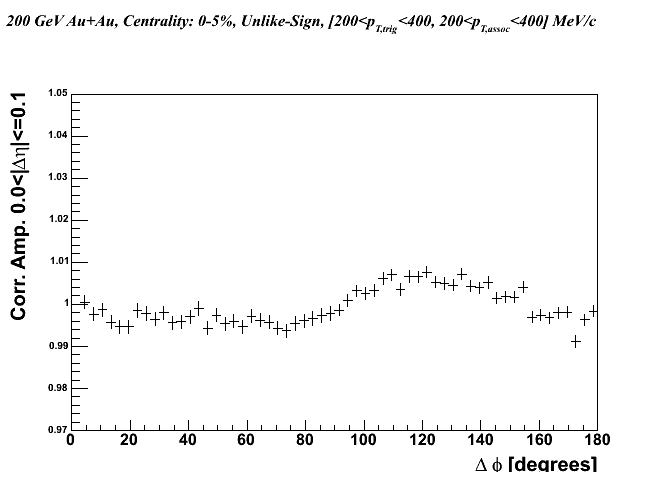 200 GeV Au+Au, Centrality: 0-5%, Unlike-Sign, [200<p_T,trig<400, 200<p_T,assoc<400] MeV/c
Corr. Amp. 0.0<|Δη|<=0.1
1.05
1.04
1.03
1.02
1.01
1
0.99
0.98
0.97
0 20 40 60 80 100 120 140 160 180
Δ ϕ [degrees]